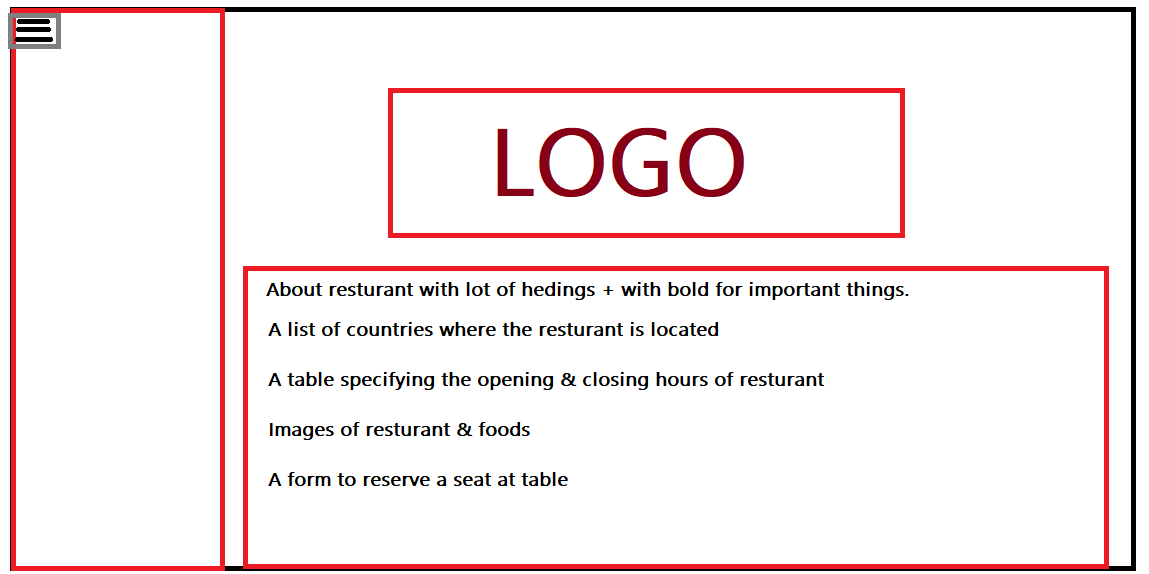 LOGO
About resturant with lot of hedings + with bold for important things.
A list of countries where the resturant is located
A table specifying the opening & closing hours of resturant
Images of resturant & foods
A form to reserve a seat at table